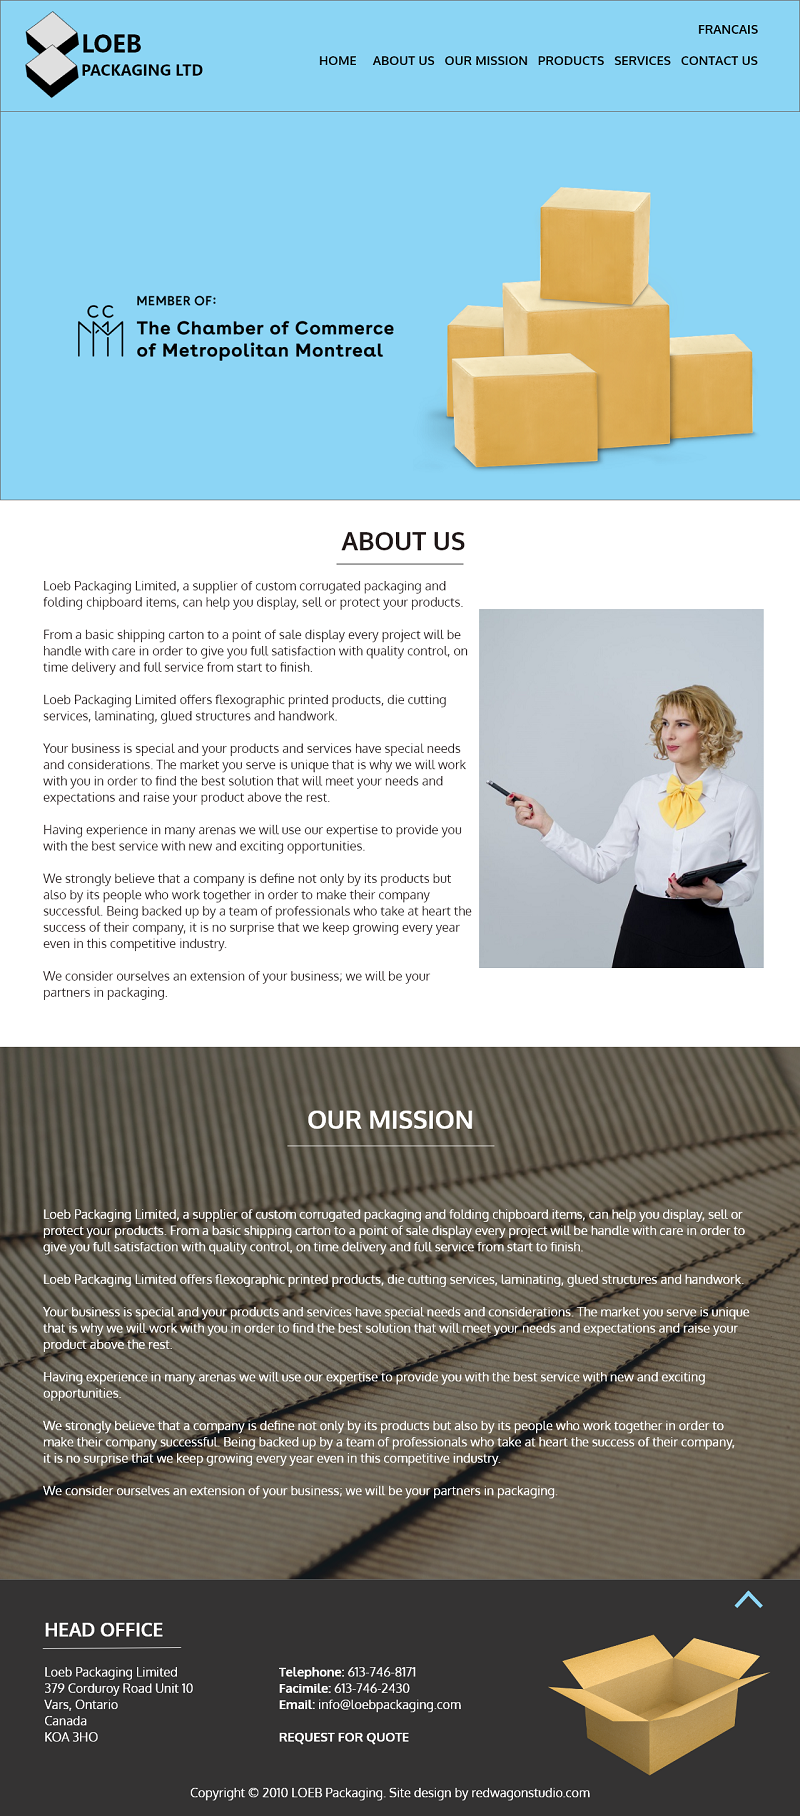 LOEB
PACKAGING LTD
FRANCAIS
HOME ABOUT US OUR MISSION PRODUCTS SERVICES CONTACT US
CC
MEMBER OF:
The Chamber of Commerce
of Metropolitan Montreal
ABOUT US
Loeb Packaging Limited, a supplier of custom corrugated packaging and
folding chipboard items, can help you display, sell or protect your products.
From a basic shipping carton to a point of sale display every project will be
handle with care in order to give you full satisfaction with quality control, on
time delivery and full service from start to finish.
Loeb Packaging Limited offers flexographic printed products, die cutting
services, laminating, glued structures and handwork.
Your business is special and your products and services have special needs
and considerations. The market you serve is unique that is why we will work
with you in order to find the best solution that will meet your needs and
expectations and raise your product above the rest.
Having experience in many arenas we will use our expertise to provide you
with the best service with new and exciting opportunities.
We strongly believe that a company is define not only by its products but
also by its people who work together in order to make their company
successful. Being backed up by a team of professionals who take at heart the
success of their company, it is no surprise that we keep growing every year
even in this competitive industry.
We consider ourselves an extension of your business; we will be your
partners in packaging.
OUR MISSION
Loeb Packaging Limited, a supplier of custom corrugated packaging and folding chipboard items, can help you display, sell or
protect your products. From a basic shipping carton to a point of sale display every project will be handle with care in order to
give you full satisfaction with quality control, on time delivery and full service from start to finish.
Loeb Packaging Limited offers flexographic printed products, die cutting services, laminating, glued structures and handwork.
Your business is special and your products and services have special needs and considerations. The market you serve is unique
that is why we will work with you in order to find the best solution that will meet your needs and expectations and raise your
product above the rest.
Having experience in many arenas we will use our expertise to provide you with the best service with new and exciting
opportunities.
We strongly believe that a company is define not only by its products but also by its people who work together in order to
make their company successful. Being backed up by a team of professionals who take at heart the success of their company,
it is no surprise that we keep growing every year even in this competitive industry.
We consider ourselves an extension of your business; we will be your partners in packaging.
HEAD OFFICE
Loeb Packaging Limited
379 Corduroy Road Unit 10
Vars, Ontario
Canada
KOA 3HO
Telephone: 613-746-8171
Facimile: 613-746-2430
Email: info@loebpackaging.com
REQUEST FOR QUOTE
Copyright © 2010 LOEB Packaging. Site design by redwagonstudio.com